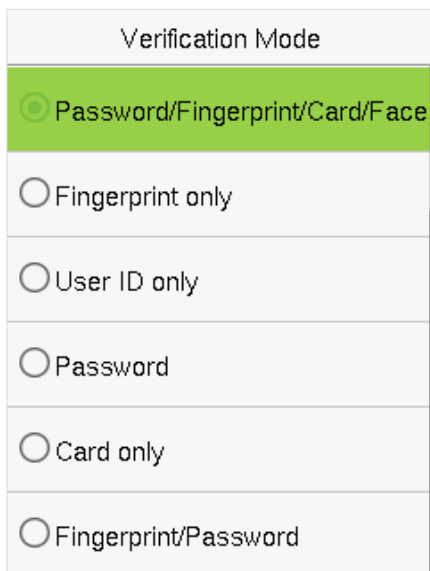 Verification Mode
Password/Fingerprint/Card/Face
Fingerprint only
User ID only
Password
Card only
Fingerprint/Password